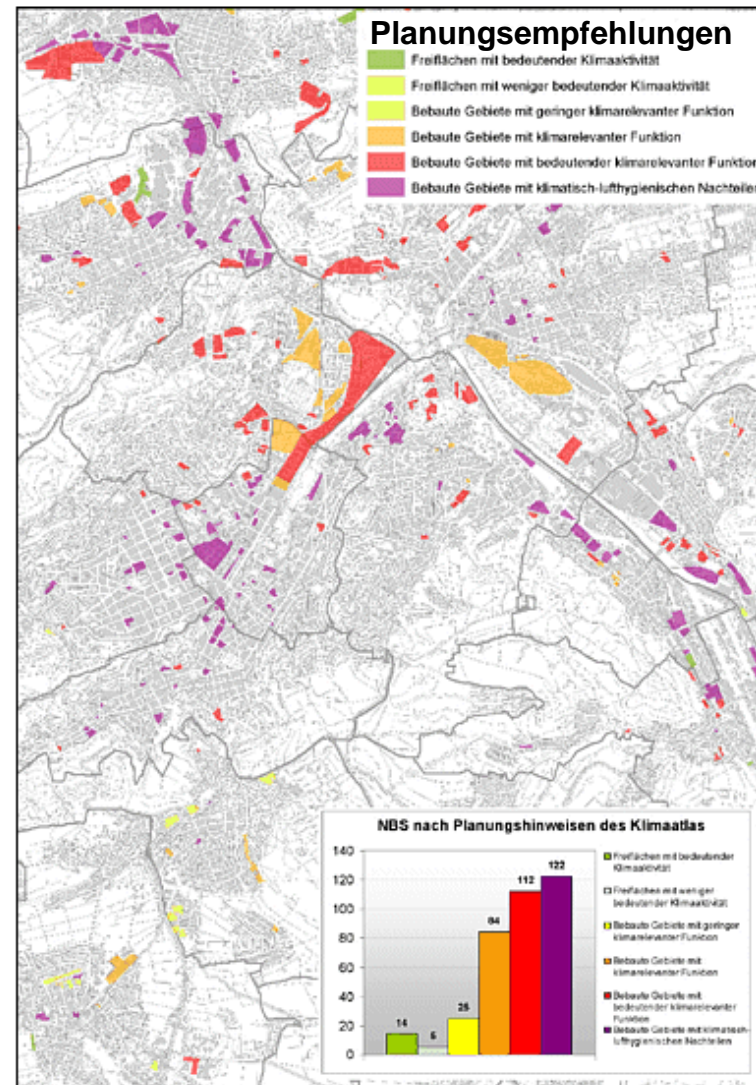 Planungsempfehlungen
Freiflächen mit bedeutender Klimaaktivität
Freiflächen mit weniger bedeutender Klimaaktivität
Bebaute Gebiete mit geringer klimarelevanter Funktion
Bebaute Gebiete mit klimarelevanter Funktion
Bebaute Gebiete mit bedeutender klimarelevanter Funktion
Bebaute Gebiete mit klimatisch-lufthygienischen Nachteilen
NBS nach Planungshinweisen des Klimaatlas
140
120
100
80
60
40
20
0
14
25
84
112
122
Freiflächen mit bedeutender
Klimaaktivität
Freiflächen mit weniger
bedeutender Klimaaktivität
Bebaute Gebiete mit geringer
klimarelevanter Funktion
Bebaute Gebiete mit
klimarelevanter Funktion
Bebaute Gebiete mit
bedeutender klimarelevanter
Funktion
Bebaute Gebiete mit klimatisch-
lufthygienischen Nachteilen